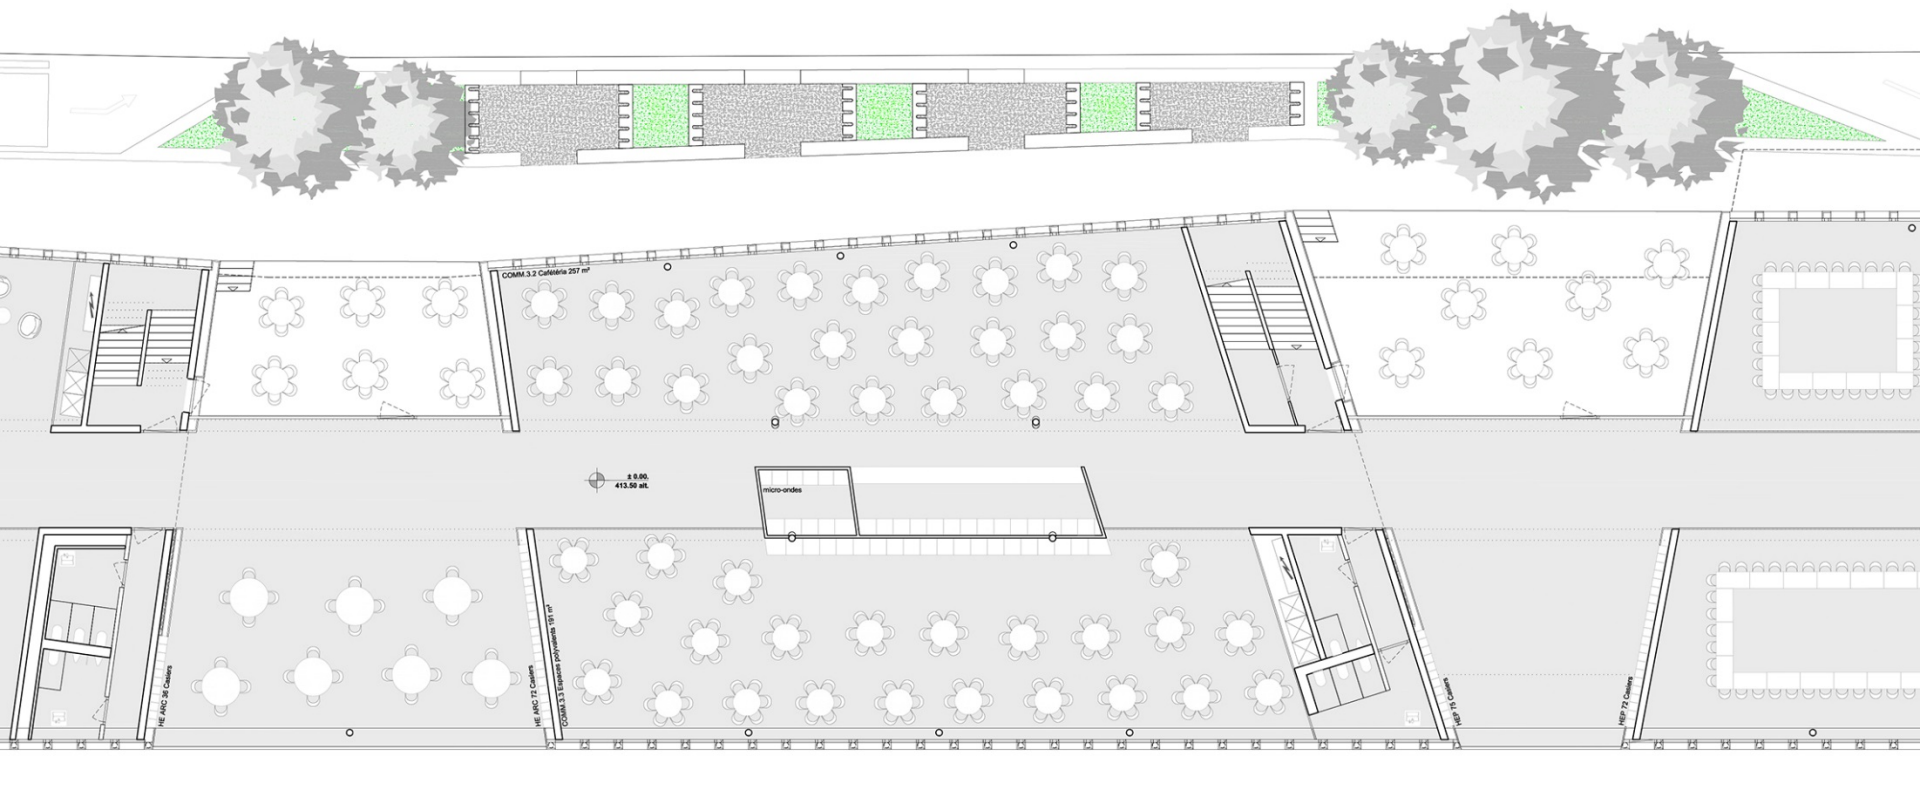 COMM.3.2 Cafétéria 257 m²
± 0.00.
413.50 alt.
micro-ondes
HE ARC 36 Casiers
HE ARC 72 Casiers
COMM.3.3 Espaces polyvalents 191 m²
HEP 75 Casiers
HEP 72 Casiers